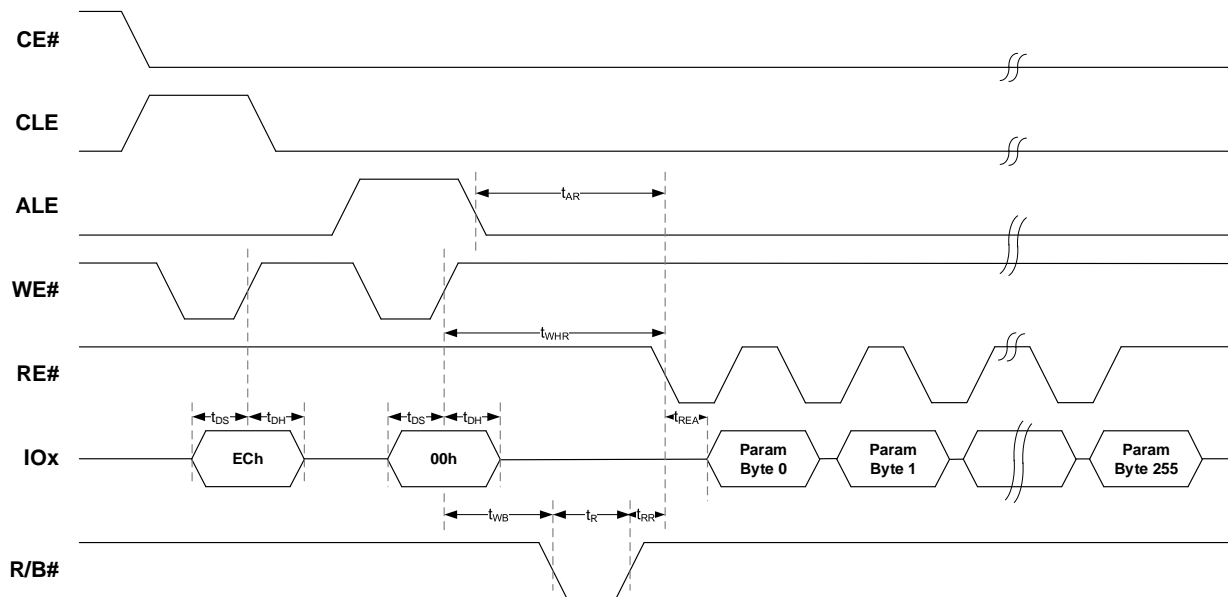 CE#
CLE
ALE
tAR
WE#
tWHR
RE#
tDS
tDH
tDS
tDH
tREA
IOx
ECh
00h
Param
Byte 0
Param
Byte 1
Param
Byte 255
tWB
tR
tRR
R/B#